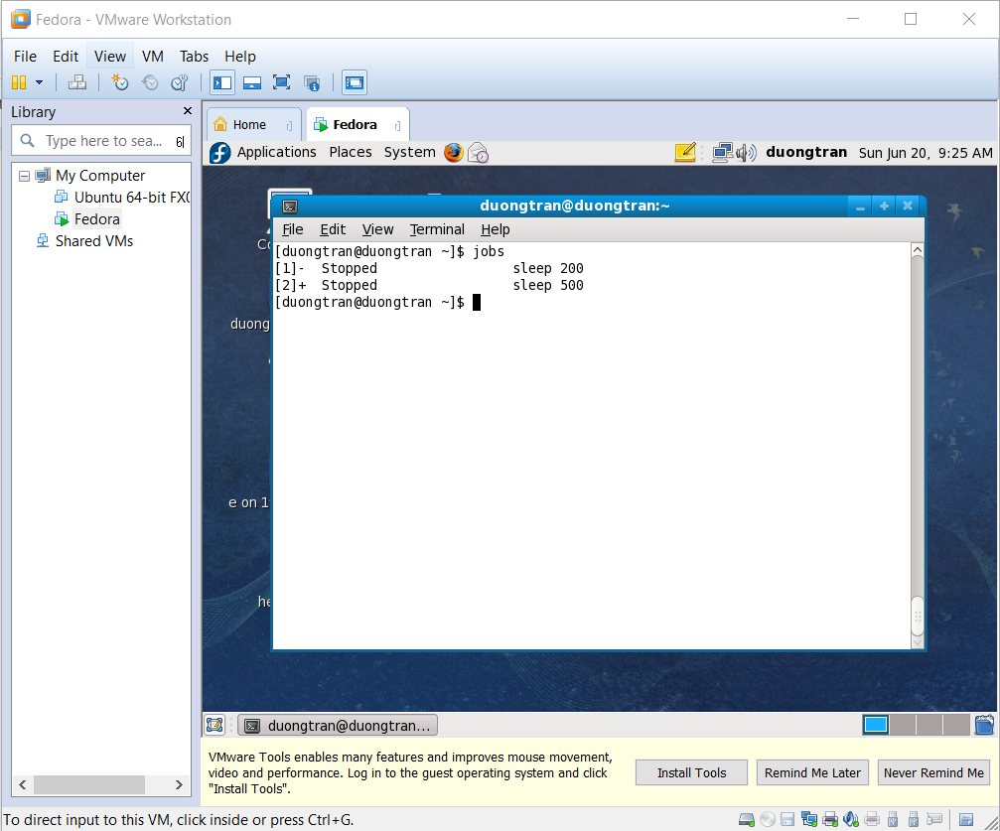 Fedora - VMware Workstation
File Edit View VM Tabs Help
Library
Type here to sea...
My Computer
Ubuntu 64-bit FX
Fedora
Shared VMs
Home
Fedora
Applications Places System
duongtran Sun Jun 20, 9:25 AM
duong
e on 1
he
duongtran@duongtran:~
File Edit View Terminal Help
[duongtran@duongtran ~]$ jobs
[1]- Stopped sleep 200
[2]+ Stopped sleep 500
[duongtran@duongtran ~]$
duongtran@duongtran...
VMware Tools enables many features and improves mouse movement,
video and performance. Log in to the guest operating system and click
"Install Tools".
Install Tools
Remind Me Later
Never Remind Me
To direct input to this VM, click inside or press Ctrl+G.